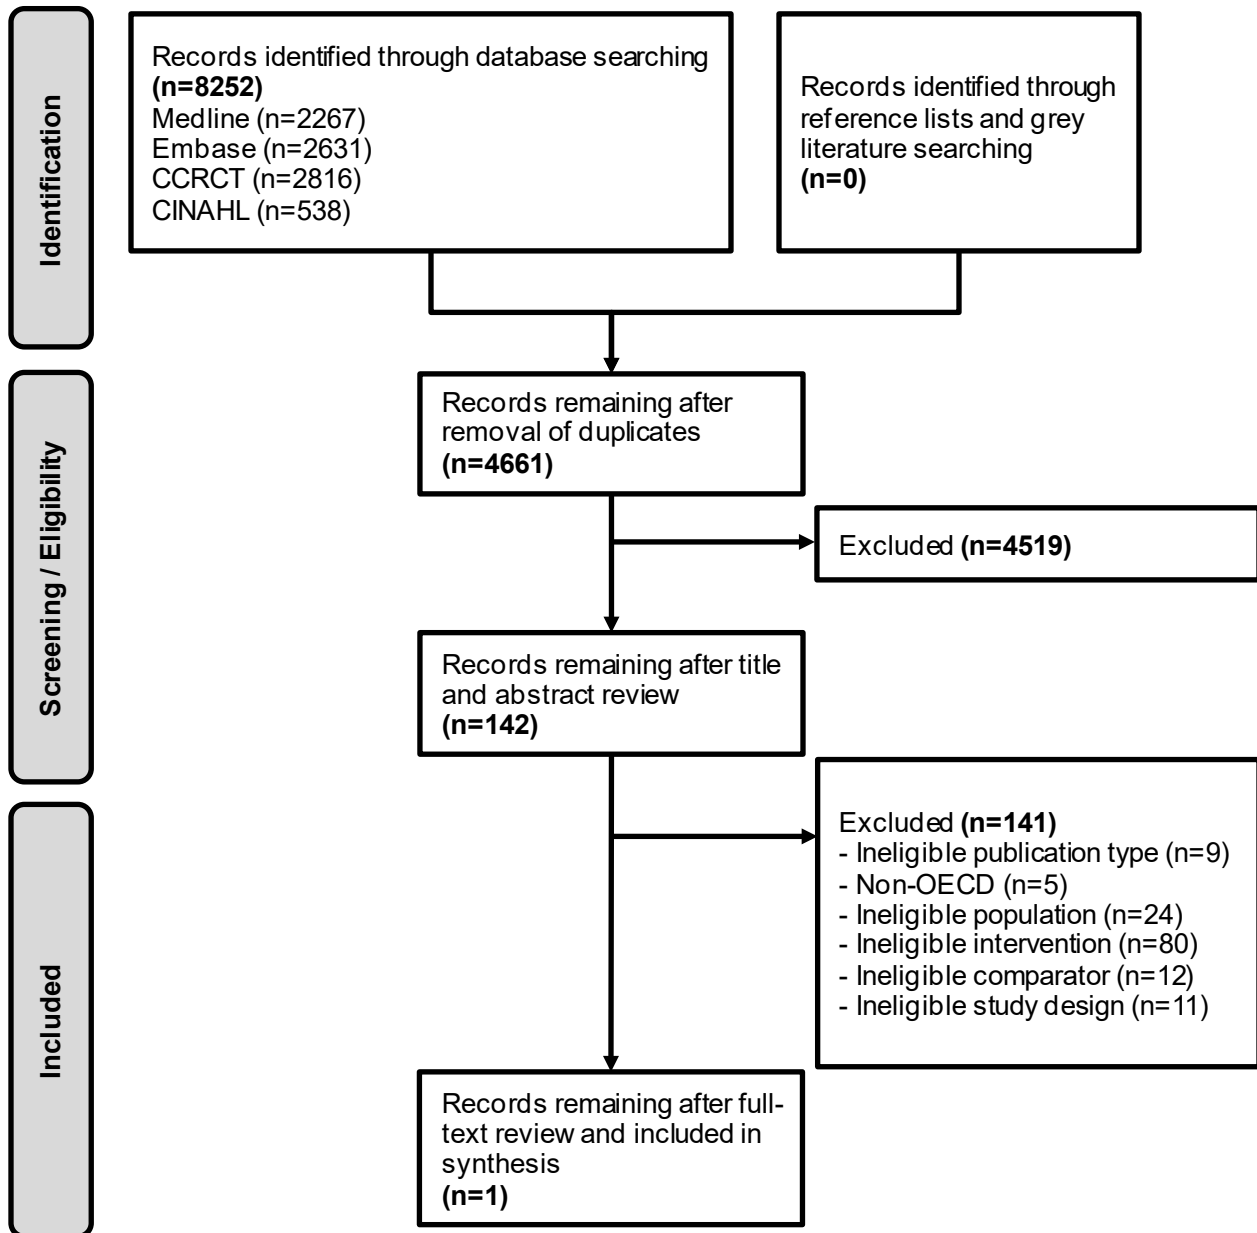 Identification
Records identified through database searching
(n=8252)
Medline (n=2267)
Embase (n=2631)
CCRCT (n=2816)
CINAHL (n=538)
Records identified through
reference lists and grey
literature searching
(n=0)
Screening / Eligibility
Records remaining after
removal of duplicates
(n=4661)
Excluded (n=4519)
Records remaining after title
and abstract review
(n=142)
Included
Excluded (n=141)
- Ineligible publication type (n=9)
- Non-OECD (n=5)
- Ineligible population (n=24)
- Ineligible intervention (n=80)
- Ineligible comparator (n=12)
- Ineligible study design (n=11)
Records remaining after full-
text review and included in
synthesis
(n=1)